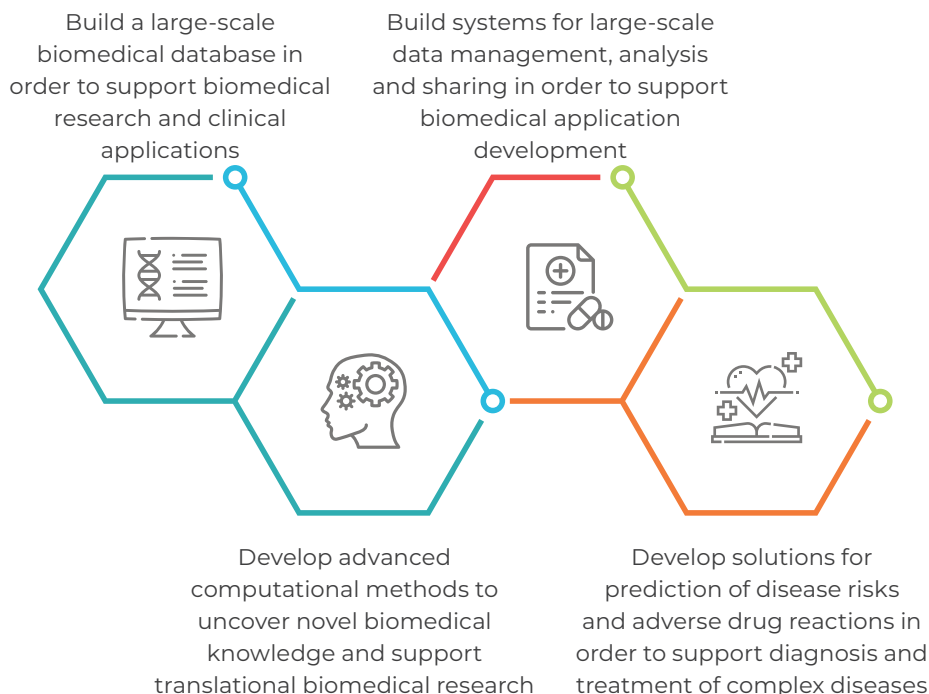 Build a large-scale
biomedical database in
order to support biomedical
research and clinical
applications
Build systems for large-scale
data management, analysis
and sharing in order to support
biomedical application
development
Develop advanced
computational methods to
uncover novel biomedical
knowledge and support
translational biomedical research
Develop solutions for
prediction of disease risks
and adverse drug reactions in
order to support diagnosis and
treatment of complex diseases